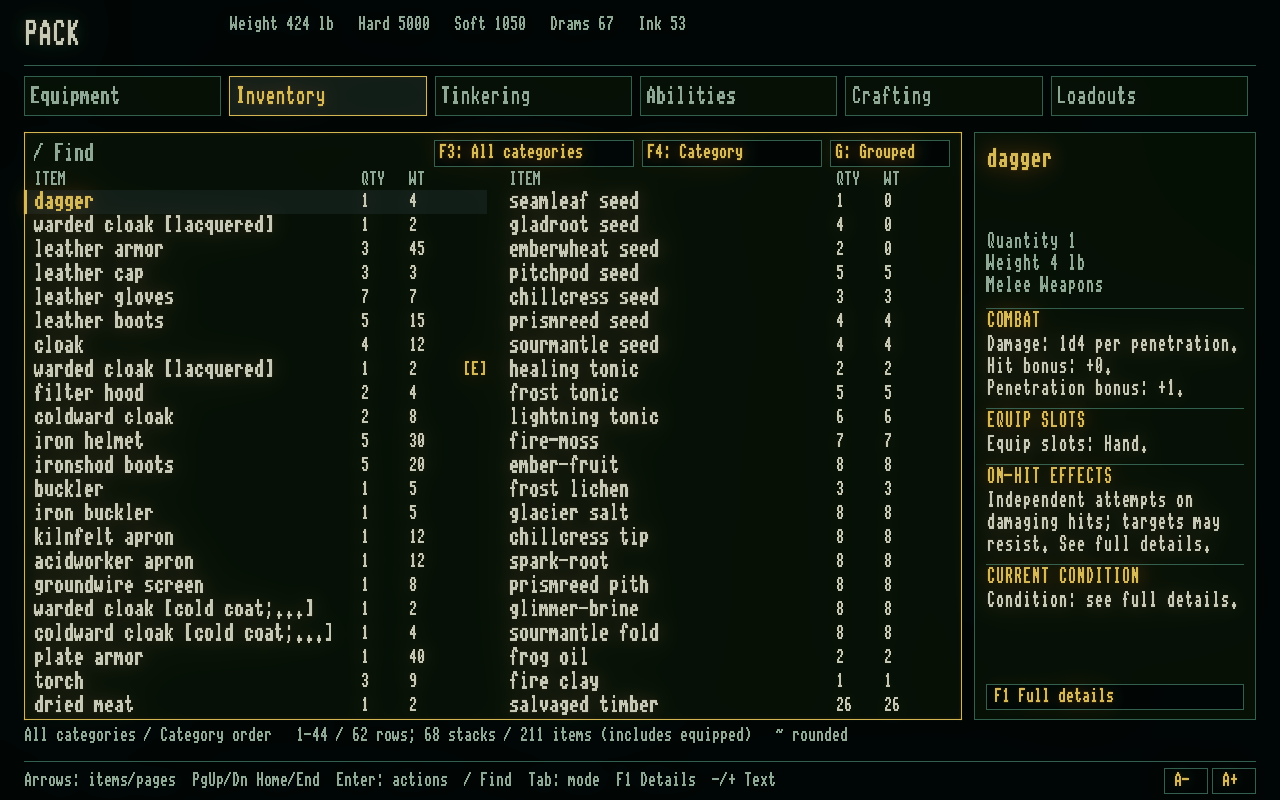 PACK
Weight 424 lb Hard 5000 Soft 1050 Drams 67 Ink 53
Equipment Inventory Tinkering Abilities Crafting Loadouts
/ Find F3: All categories F4: Category G: Grouped
ITEM QTY WT
dagger 1 4
warded cloak [lacquered] 1 2
leather armor 3 45
leather cap 3 3
leather gloves 7 7
leather boots 5 15
cloak 4 12
warded cloak [lacquered] 1 2 [E]
filter hood 2 4
coldward cloak 2 8
iron helmet 5 30
ironshod boots 5 20
buckler 1 5
iron buckler 1 5
kilnfelt apron 1 12
acidworker apron 1 12
groundwire screen 1 8
warded cloak [cold coat;...] 1 2
coldward cloak [cold coat;...] 1 4
plate armor 1 40
torch 3 9
dried meat 1 2
ITEM QTY WT
seamleaf seed 1 0
gladroot seed 4 0
emberwheat seed 2 0
pitchpod seed 5 5
chillcress seed 3 3
prismreed seed 4 4
sourmantle seed 4 4
healing tonic 2 2
frost tonic 5 5
lightning tonic 6 6
fire-moss 7 7
ember-fruit 8 8
frost lichen 3 3
glacier salt 8 8
chillcress tip 8 8
spark-root 8 8
prismreed pith 8 8
glimmer-brine 8 8
sourmantle fold 8 8
frog oil 2 2
fire clay 1 1
salvaged timber 26 26
dagger
Quantity 1
Weight 4 lb
Melee Weapons
COMBAT
Damage: 1d4 per penetration.
Hit bonus: +0.
Penetration bonus: +1.
EQUIP SLOTS
Equip slots: Hand.
ON-HIT EFFECTS
Independent attempts on
damaging hits; targets may
resist. See full details.
CURRENT CONDITION
Condition: see full details.
F1 Full details
All categories / Category order 1-44 / 62 rows; 68 stacks / 211 items (includes equipped) ~ rounded
Arrows: items/pages PgUp/Dn Home/End Enter: actions / Find Tab: mode F1 Details -/+ Text
A- A+